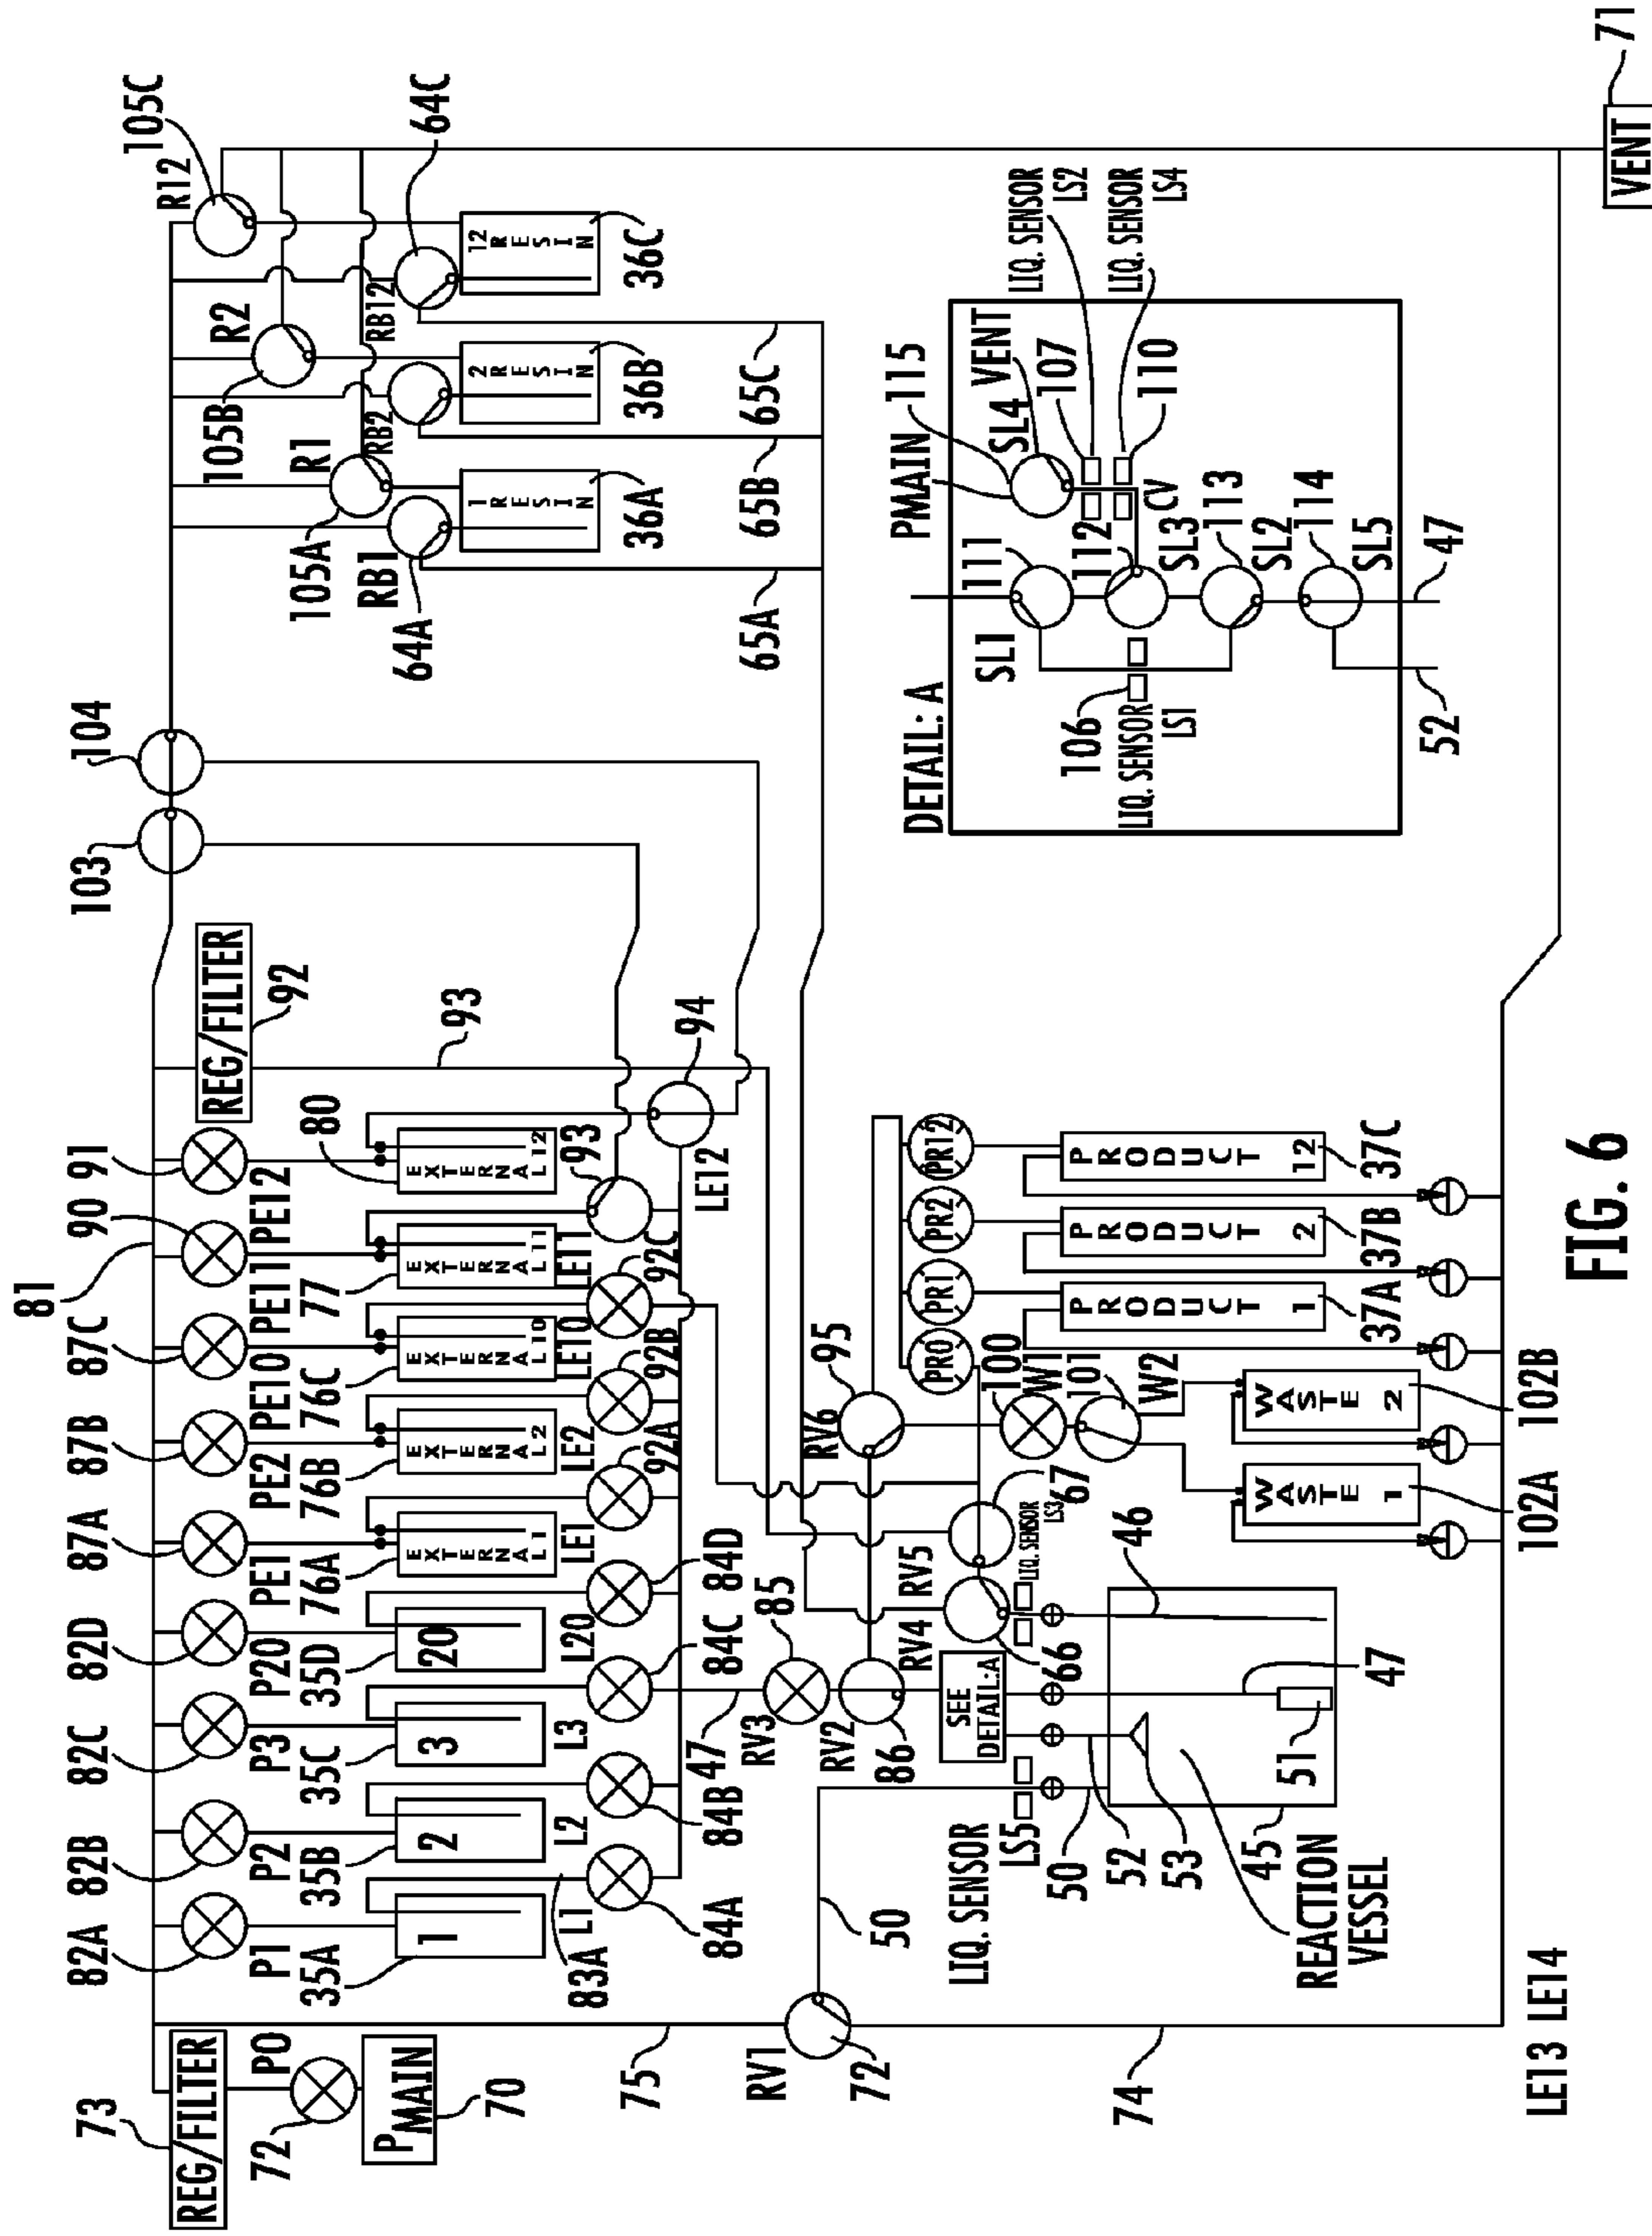 81
73
82A
82B
82C
82D
87A
87B
87C
90
91
103
104
105C
R12
REG/FILTER
REG/FILTER
92
72
P0
P1
P2
P3
P20
PE1
PE2
PE10
PE11
PE12
105B
R2
105A
R1
35A
35B
35C
35D
76A
76B
76C
77
80
PMAIN
70
RB1
RB2
RB12
64A
64C
1
2
3
20
EXTERNAL 1
EXTERNAL 2
EXTERNAL 10
EXTERNAL 11
EXTERNAL 12
93
1 RESIN
2 RESIN
12 RESIN
83A
L1
L2
L3
L20
LE1
LE2
LE10
LE11
93
36A
36B
36C
75
84A
84B
84C
84D
92A
92B
92C
LE12
94
47
RV3
85
65A
65B
65C
RV1
72
RV2
86
RV6
95
50
RV4
RV5
PR0
PR1
PR2
PR12
LIQ. SENSOR
LS5
SEE
DETAIL:A
66
LIQ. SENSOR
LS3
67
100
W1
101
W2
50
52
53
46
PRODUCT 1
PRODUCT 2
PRODUCT 12
74
45
51
47
37A
37B
37C
REACTION
VESSEL
WASTE 1
WASTE 2
102A
102B
DETAIL: A
PMAIN
115
SL1
111
SL4
VENT
LIQ. SENSOR
LS2
106
112
107
LIQ. SENSOR
LS1
CV
110
LIQ. SENSOR
LS4
SL3
113
SL2
114
SL5
52
47
LE13 LE14
FIG. 6
VENT
71